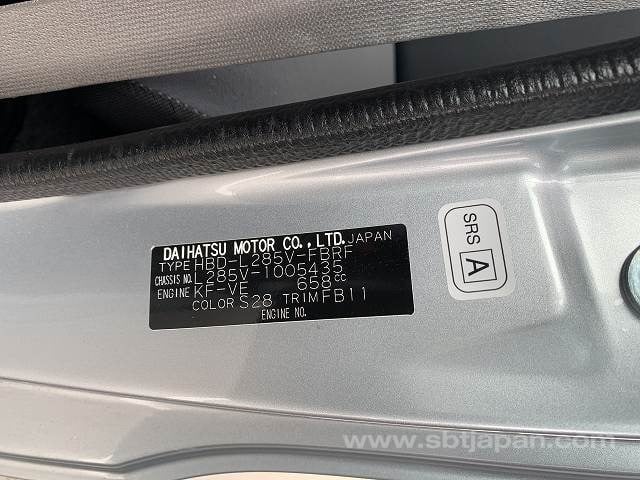 DAIHATSU MOTOR CO., LTD. JAPAN
TYPE HBD-L285V-FBRF
CHASSIS NO. L285V-1005435
ENGINE KF-VE 658cc
COLOR S28 TRIM FB11
ENGINE NO.
SRS A
www.sbtjapan.com